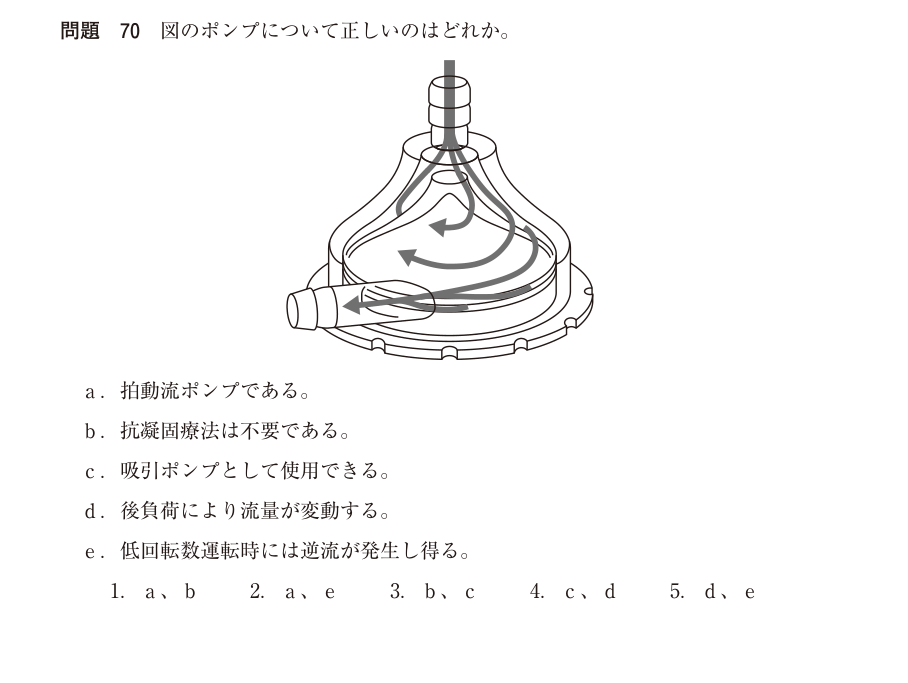 問題　70　図のポンプについて正しいのはどれか。
a．拍動流ポンプである。
b．抗凝固療法は不要である。
c．吸引ポンプとして使用できる。
d．後負荷により流量が変動する。
e．低回転数運転時には逆流が発生し得る。
1.　a、b　　2.　a、e　　3.　b、c　　4.　c、d　　5.　d、e